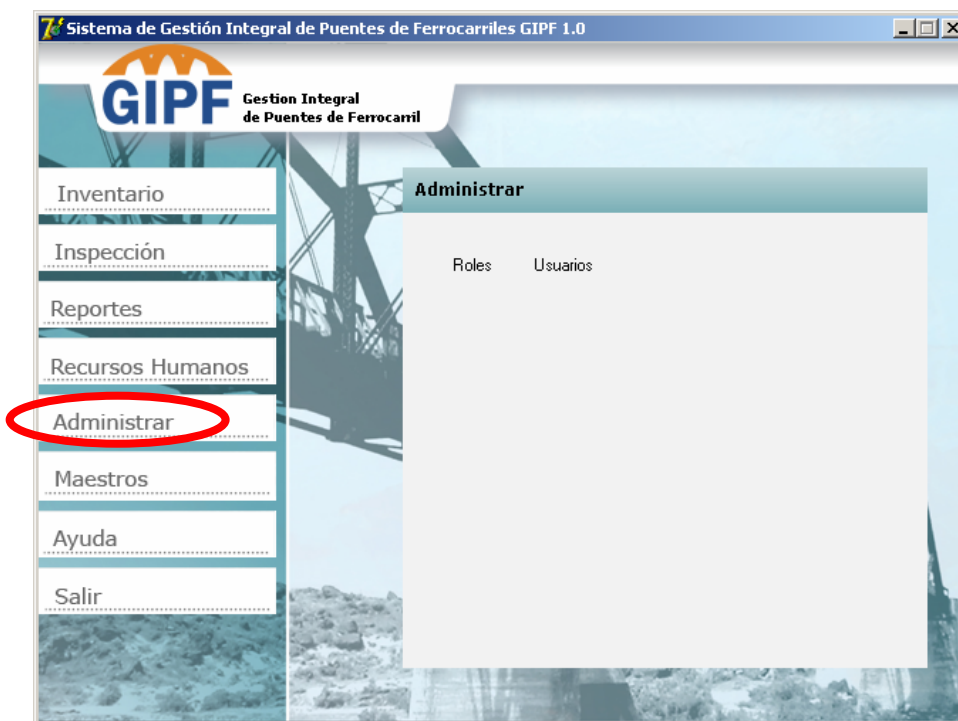 Sistema de Gestión Integral de Puentes de Ferrocarriles GIPF 1.0
GIPF
Gestion Integral
de Puentes de Ferrocarril
Inventario
Inspección
Reportes
Recursos Humanos
Administrar
Maestros
Ayuda
Salir
Administrar
Roles Usuarios